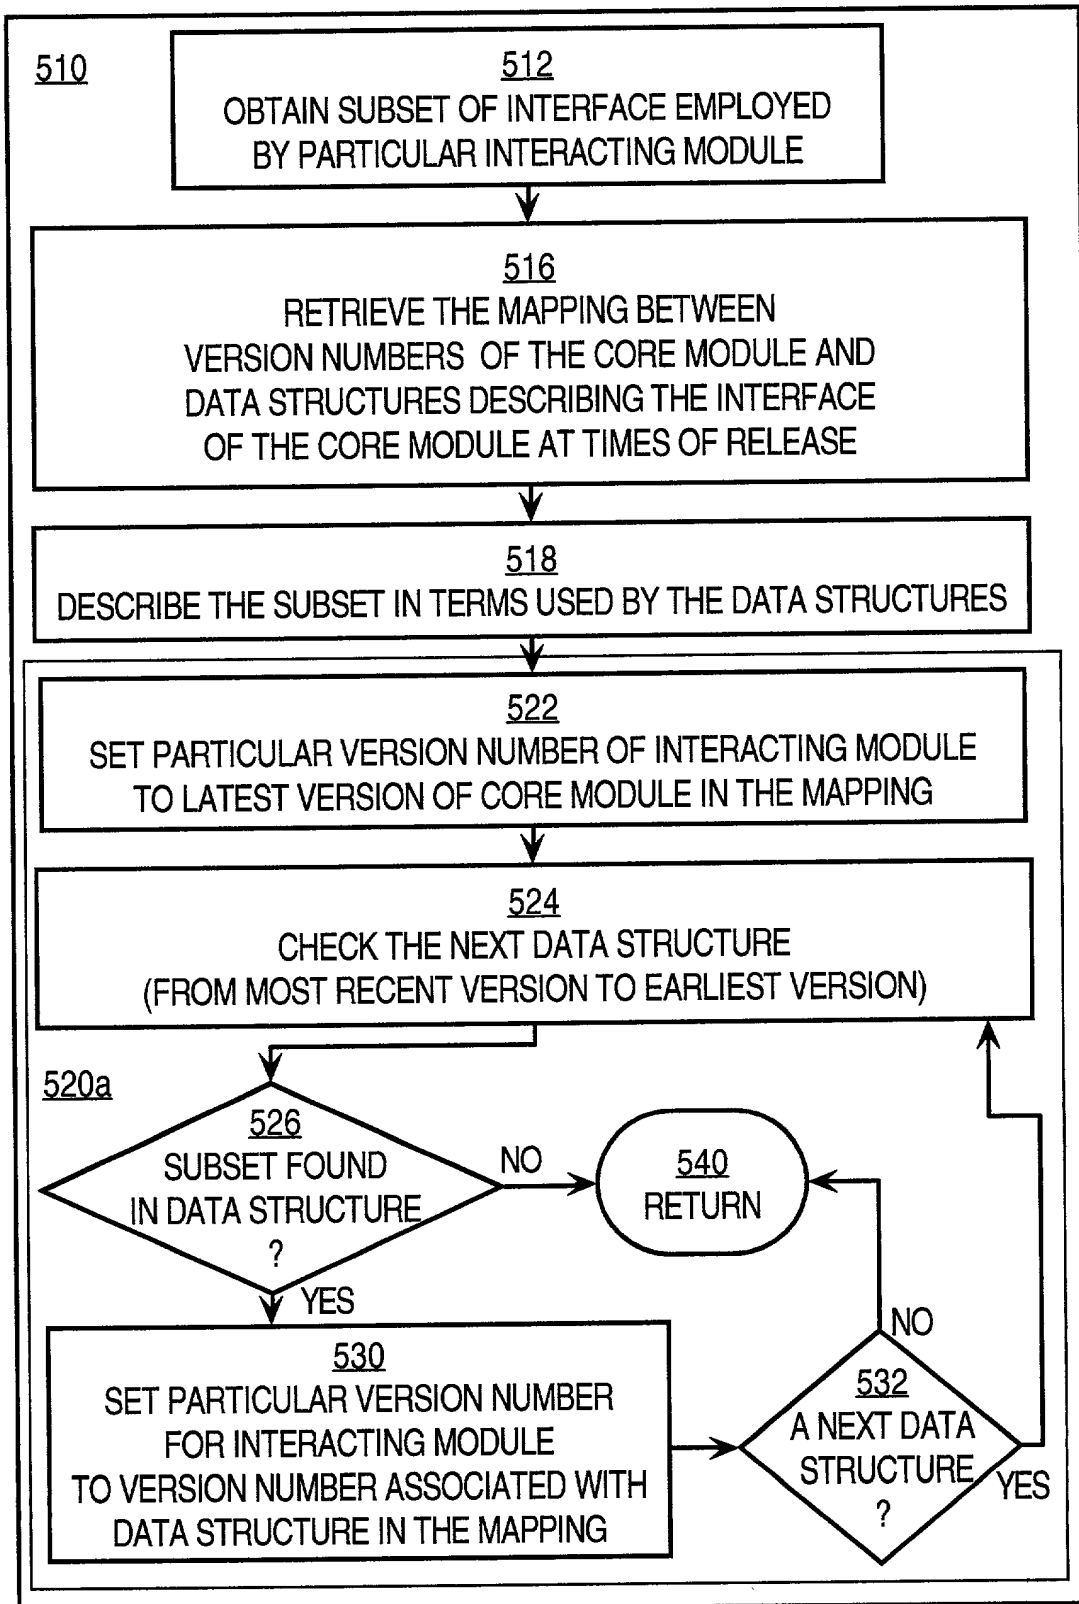 510
512
OBTAIN SUBSET OF INTERFACE EMPLOYED
BY PARTICULAR INTERACTING MODULE
516
RETRIEVE THE MAPPING BETWEEN
VERSION NUMBERS OF THE CORE MODULE AND
DATA STRUCTURES DESCRIBING THE INTERFACE
OF THE CORE MODULE AT TIMES OF RELEASE
518
DESCRIBE THE SUBSET IN TERMS USED BY THE DATA STRUCTURES
522
SET PARTICULAR VERSION NUMBER OF INTERACTING MODULE
TO LATEST VERSION OF CORE MODULE IN THE MAPPING
524
CHECK THE NEXT DATA STRUCTURE
(FROM MOST RECENT VERSION TO EARLIEST VERSION)
520a
526
SUBSET FOUND
IN DATA STRUCTURE
?
NO
540
RETURN
YES
530
SET PARTICULAR VERSION NUMBER
FOR INTERACTING MODULE
TO VERSION NUMBER ASSOCIATED WITH
DATA STRUCTURE IN THE MAPPING
NO
532
A NEXT DATA
STRUCTURE
?
YES